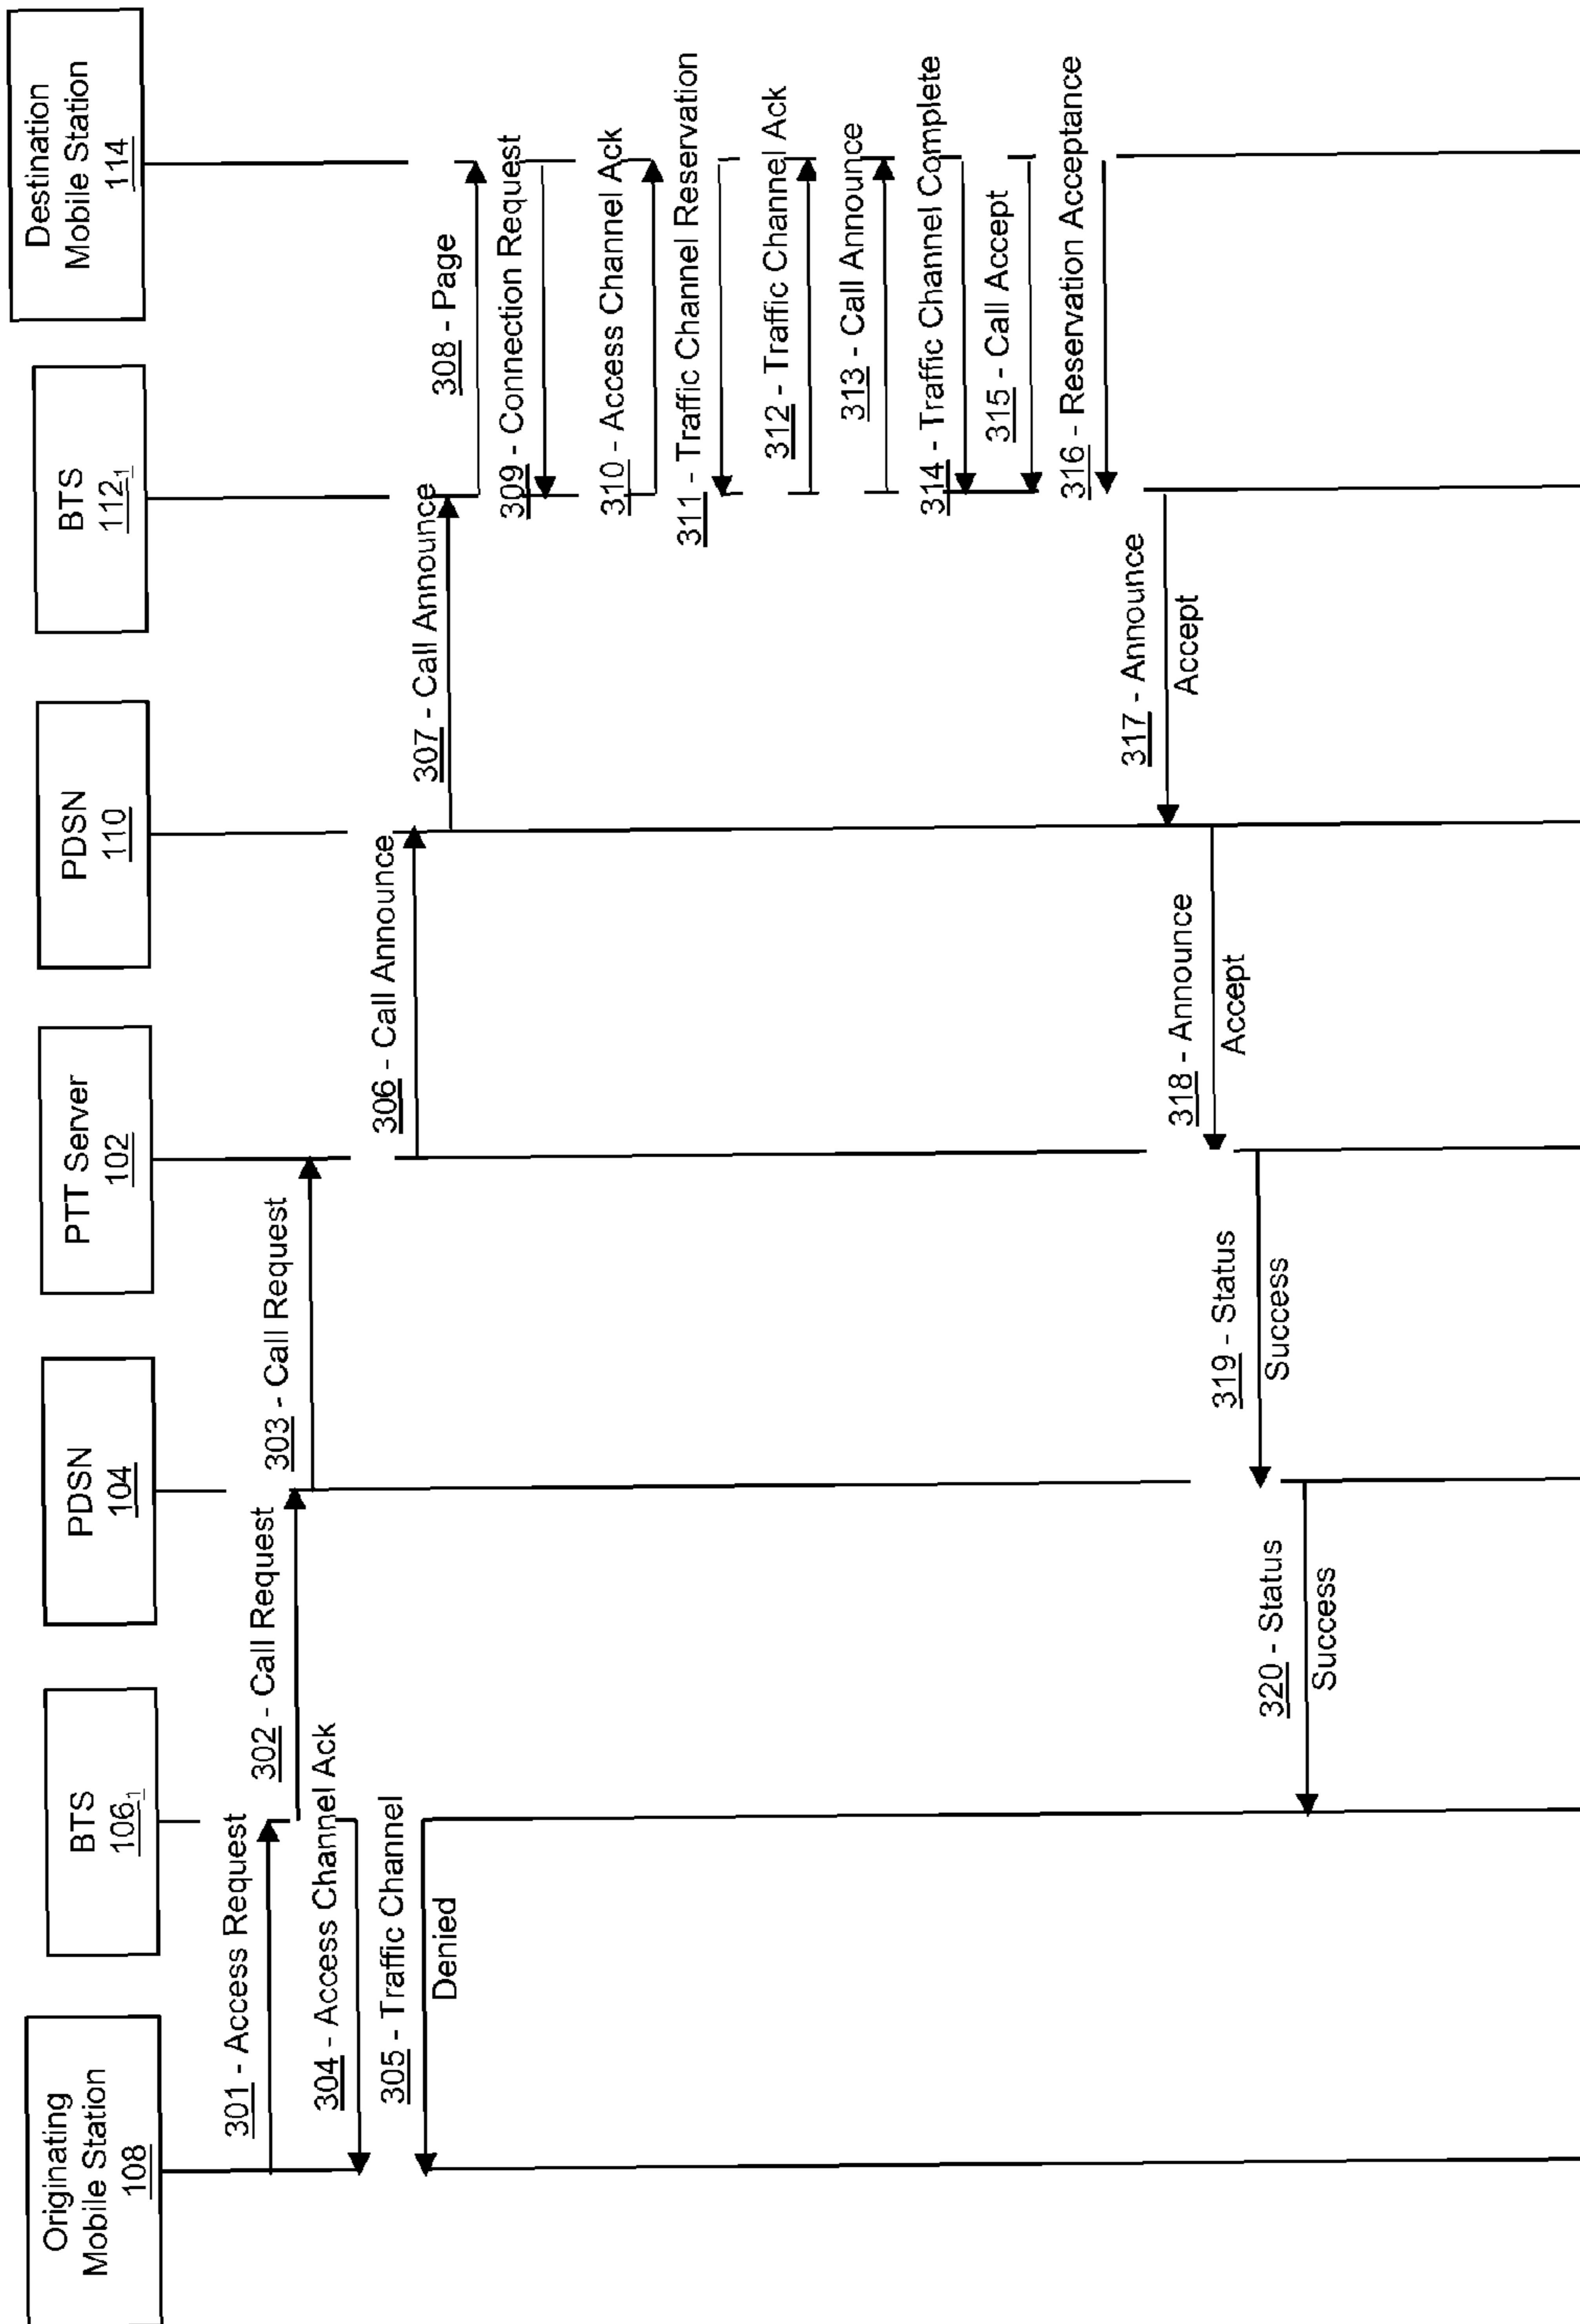 Originating
Mobile Station
108
BTS
106₁
PDSN
104
PTT Server
102
PDSN
110
BTS
112₁
Destination
Mobile Station
114
301 - Access Request
302 - Call Request
303 - Call Request
304 - Access Channel Ack
305 - Traffic Channel
Denied
306 - Call Announce
307 - Call Announce
308 - Page
309 - Connection Request
310 - Access Channel Ack
311 - Traffic Channel Reservation
312 - Traffic Channel Ack
313 - Call Announce
314 - Traffic Channel Complete
315 - Call Accept
316 - Reservation Acceptance
317 - Announce
Accept
318 - Announce
Accept
319 - Status
Success
320 - Status
Success